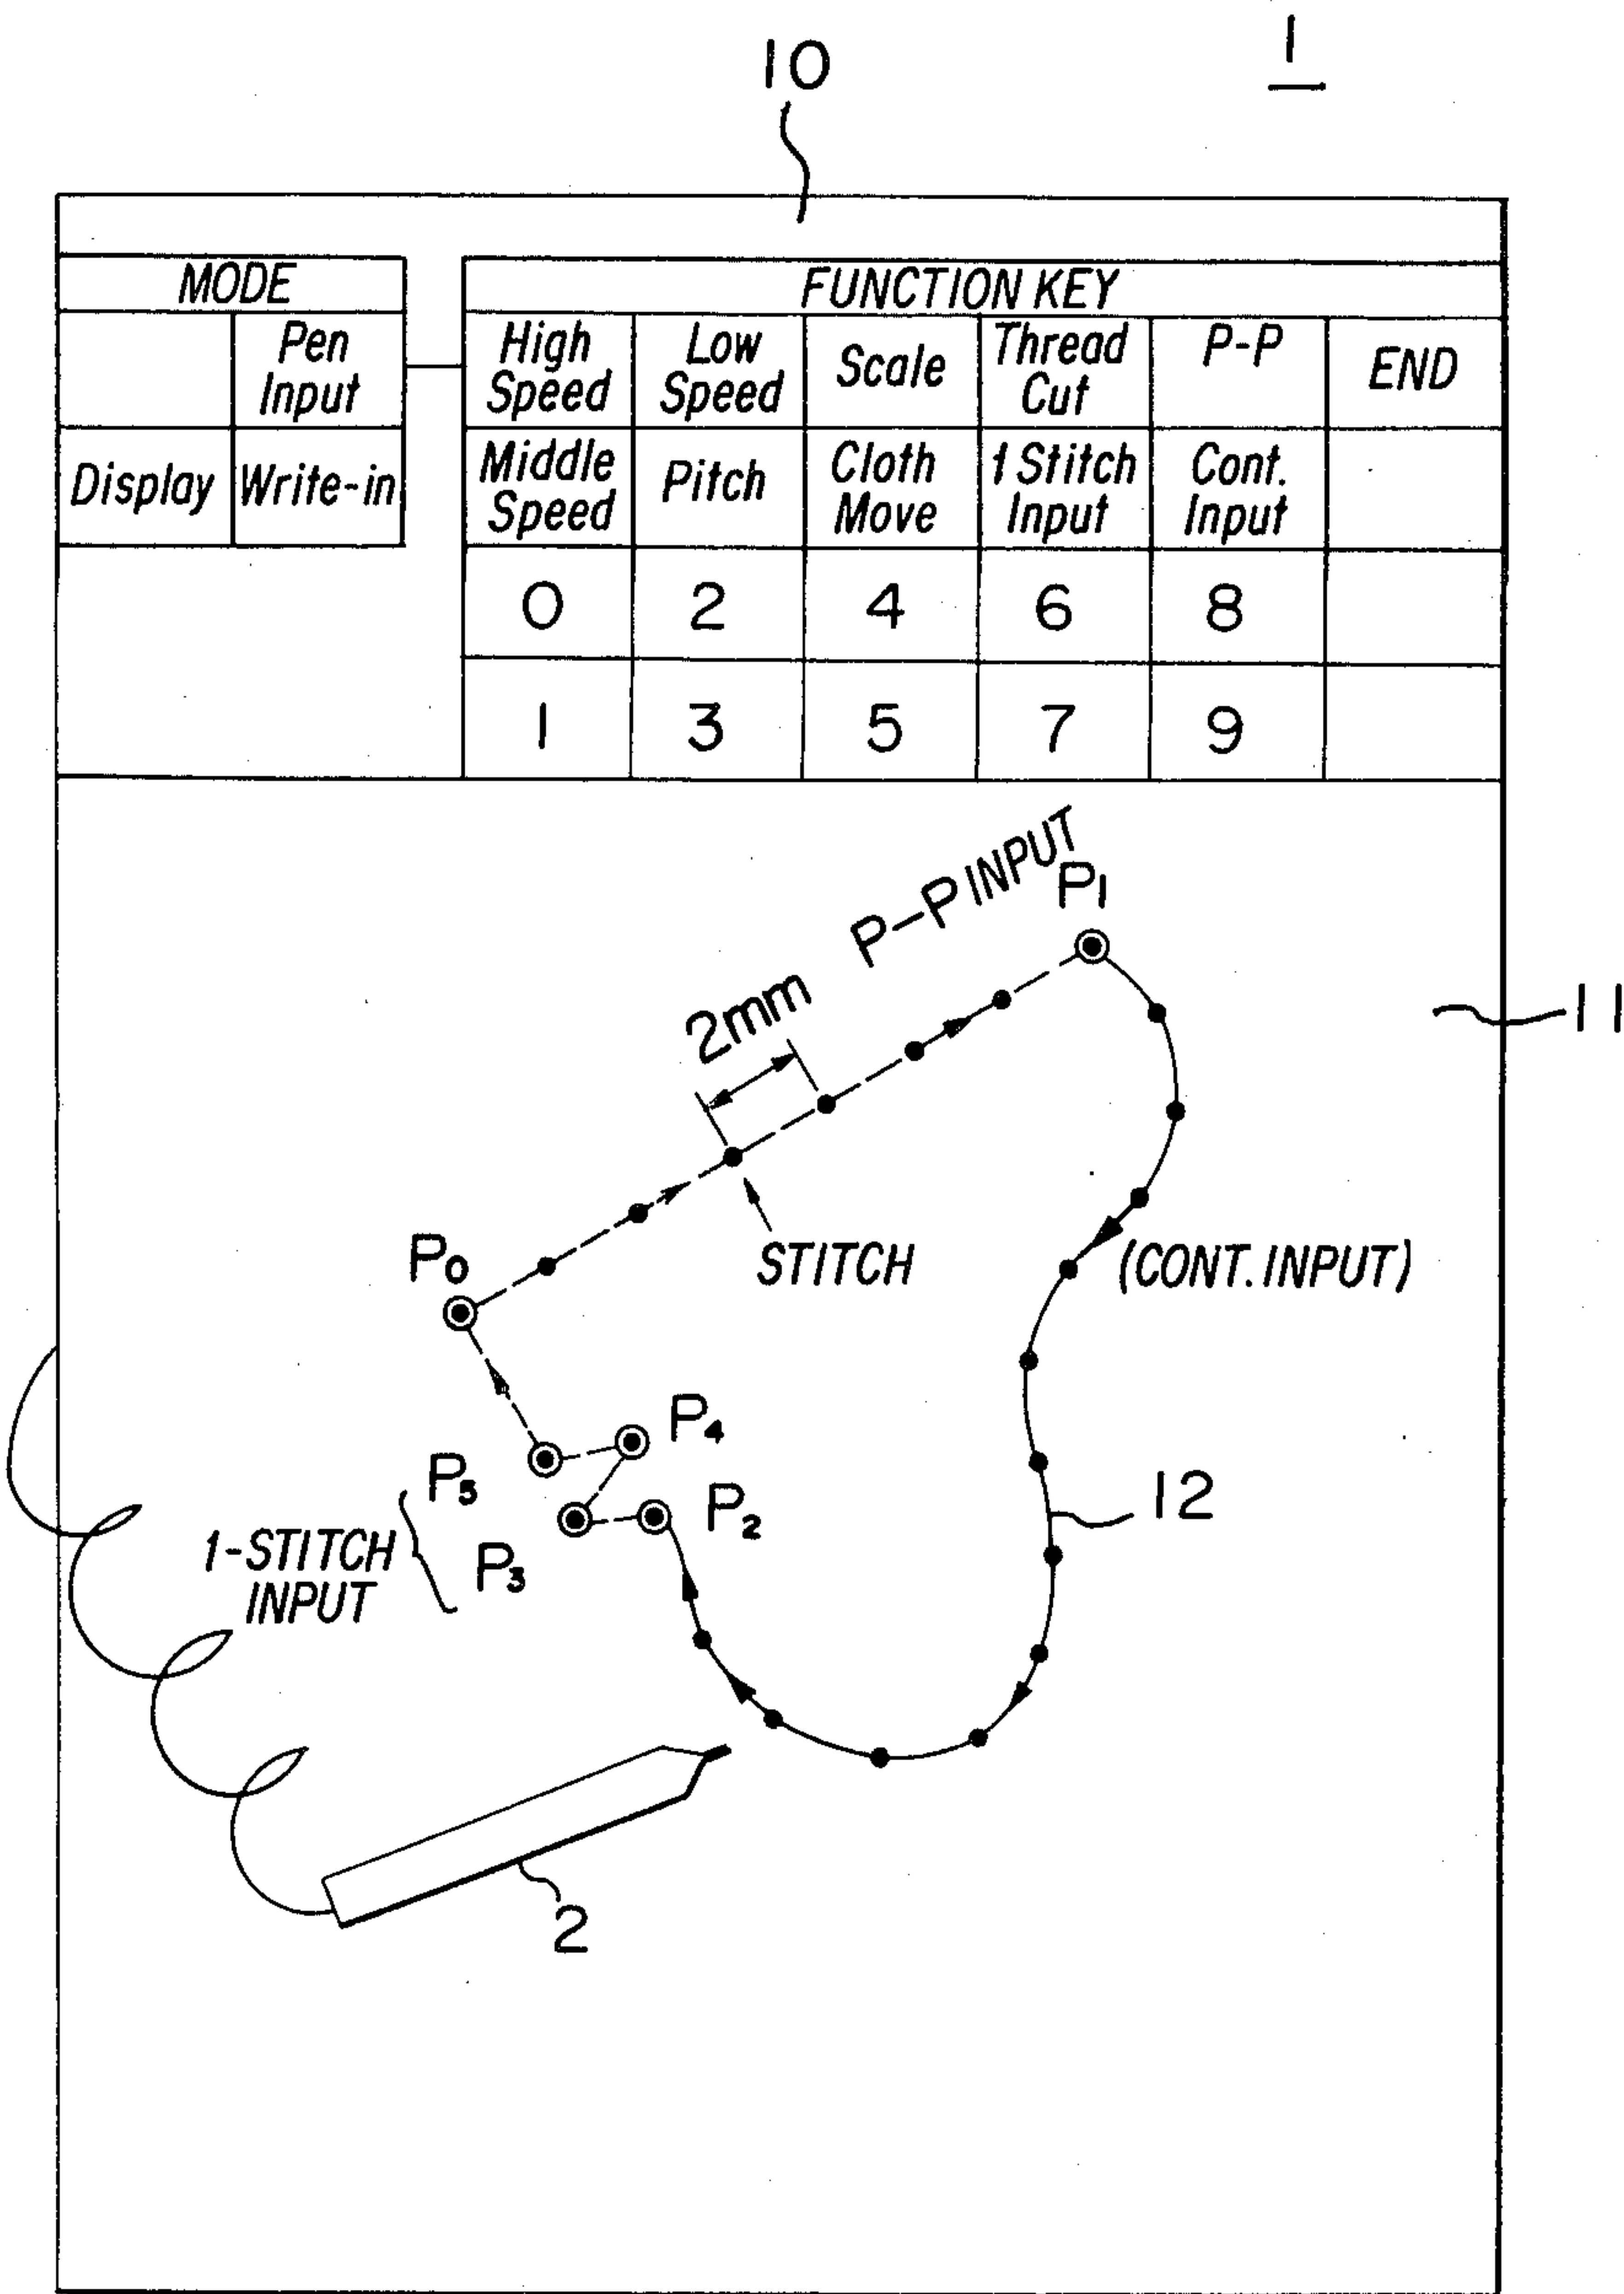 1
10
MODE
Pen
Input
Display Write-in
FUNCTION KEY
High
Speed
Low
Speed
Scale
Thread
Cut
P-P
END
Middle
Speed
Pitch
Cloth
Move
1 Stitch
Input
Cont.
Input
0 2 4 6 8
1 3 5 7 9
P-P INPUT
P1
2mm
11
P0
STITCH
(CONT. INPUT)
P4
P5
P2
12
1-STITCH
INPUT
P3
2